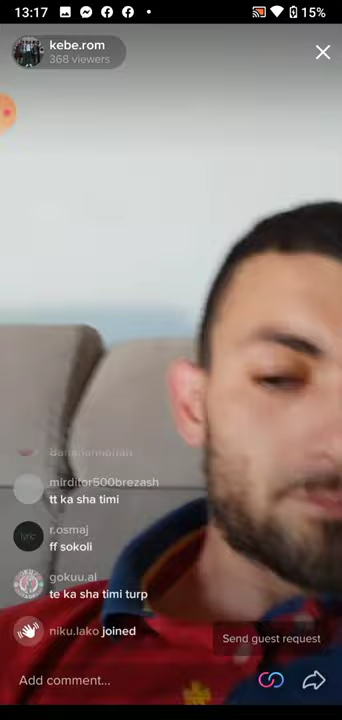 13:17
15%
kebe.rom
368 viewers
mirditor500brezash
tt ka sha timi
lyric
r.osmaj
ff sokoli
gokuu.al
te ka sha timi turp
niku.lako joined
Send guest request
Add comment...